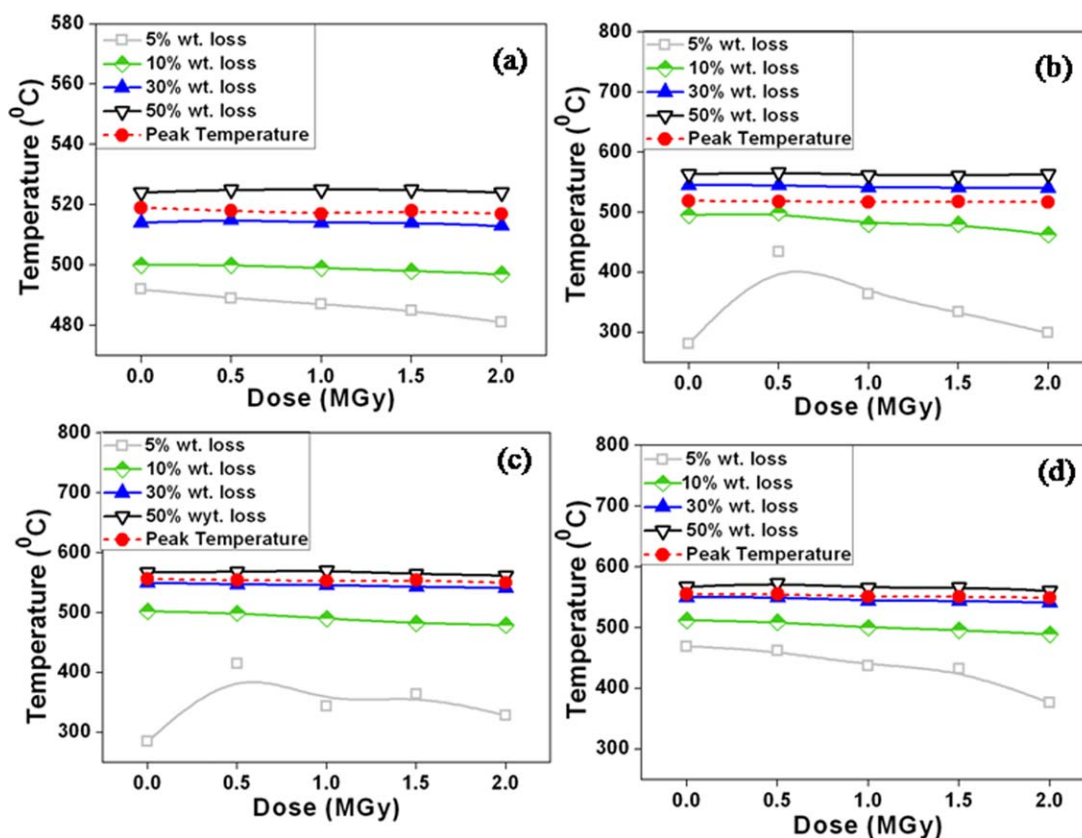 580
560
540
520
500
480
Temperature (⁰C)
5% wt. loss
10% wt. loss
30% wt. loss
50% wt. loss
Peak Temperature
(a)
0.0 0.5 1.0 1.5 2.0
Dose (MGy)
800
700
600
500
400
300
Temperature (⁰C)
5% wt. loss
10% wt. loss
30% wt. loss
50% wt. loss
Peak Temperature
(b)
0.0 0.5 1.0 1.5 2.0
Dose (MGy)
800
700
600
500
400
300
Temperature (⁰C)
5% wt. loss
10% wt. loss
30% wt. loss
50% wyt. loss
Peak Temperature
(c)
0.0 0.5 1.0 1.5 2.0
Dose (MGy)
800
700
600
500
400
300
Temperature (⁰C)
5% wt. loss
10% wt. loss
30% wt. loss
50% wt. loss
Peak Temperature
(d)
0.0 0.5 1.0 1.5 2.0
Dose (MGy)